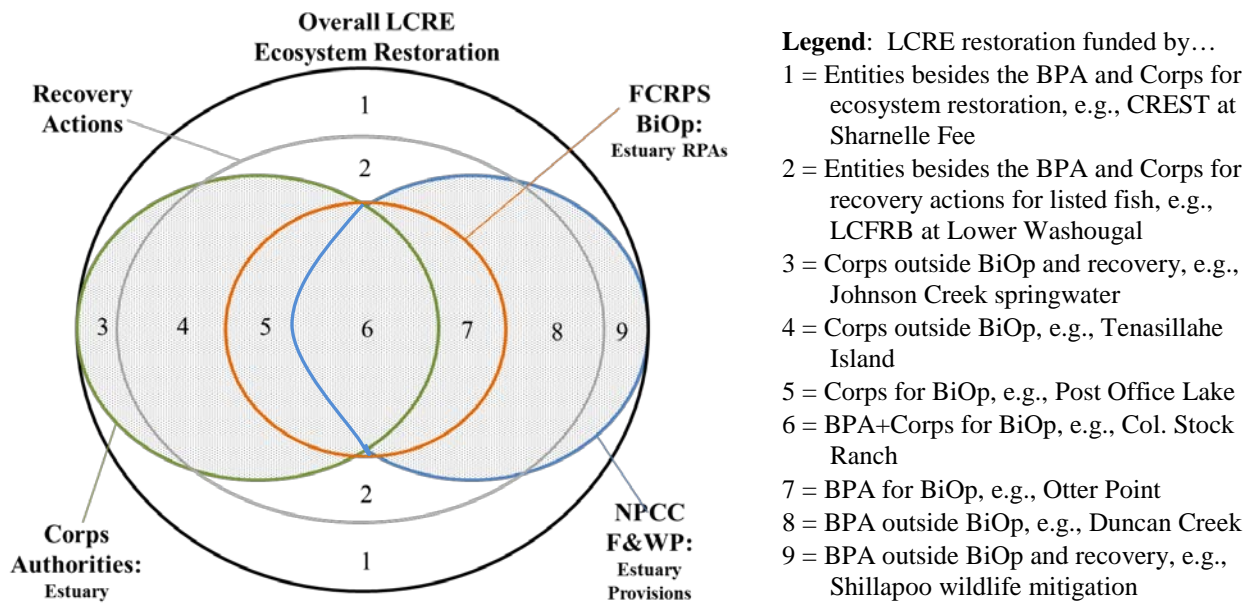 Overall LCRE
Ecosystem Restoration
Recovery
Actions
FCRPS
BiOp:
Estuary RPAs
1
2
3
4
5
6
7
8
9
2
1
Corps
Authorities:
Estuary
NPCC
F&WP:
Estuary
Provisions
Legend: LCRE restoration funded by…
1 = Entities besides the BPA and Corps for
ecosystem restoration, e.g., CREST at
Sharnelle Fee
2 = Entities besides the BPA and Corps for
recovery actions for listed fish, e.g.,
LCFRB at Lower Washougal
3 = Corps outside BiOp and recovery, e.g.,
Johnson Creek springwater
4 = Corps outside BiOp, e.g., Tenasillahe
Island
5 = Corps for BiOp, e.g., Post Office Lake
6 = BPA+Corps for BiOp, e.g., Col. Stock
Ranch
7 = BPA for BiOp, e.g., Otter Point
8 = BPA outside BiOp, e.g., Duncan Creek
9 = BPA outside BiOp and recovery, e.g.,
Shillapoo wildlife mitigation